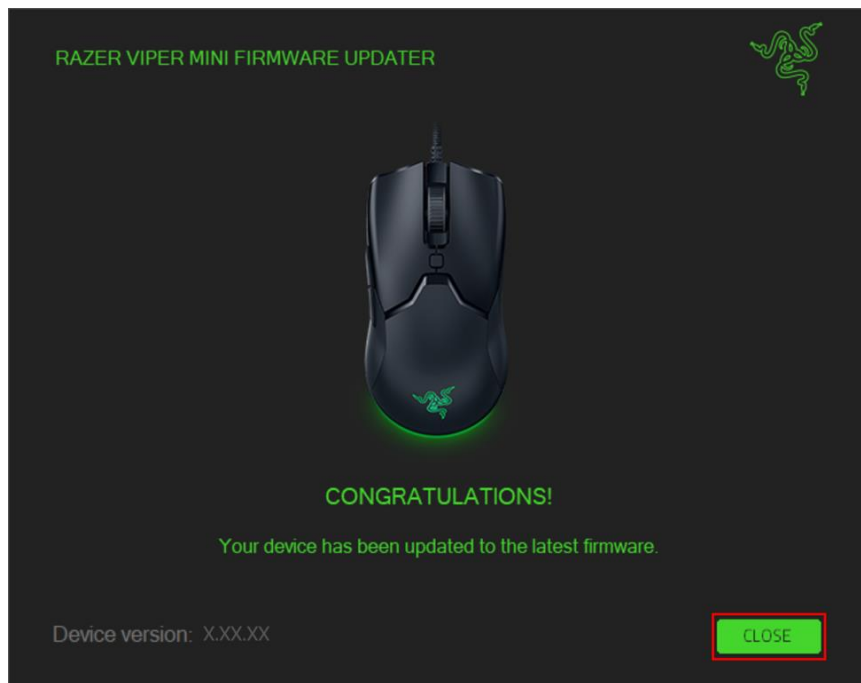 RAZER VIPER MINI FIRMWARE UPDATER
CONGRATULATIONS!
Your device has been updated to the latest firmware.
Device version: X.XX.XX
CLOSE